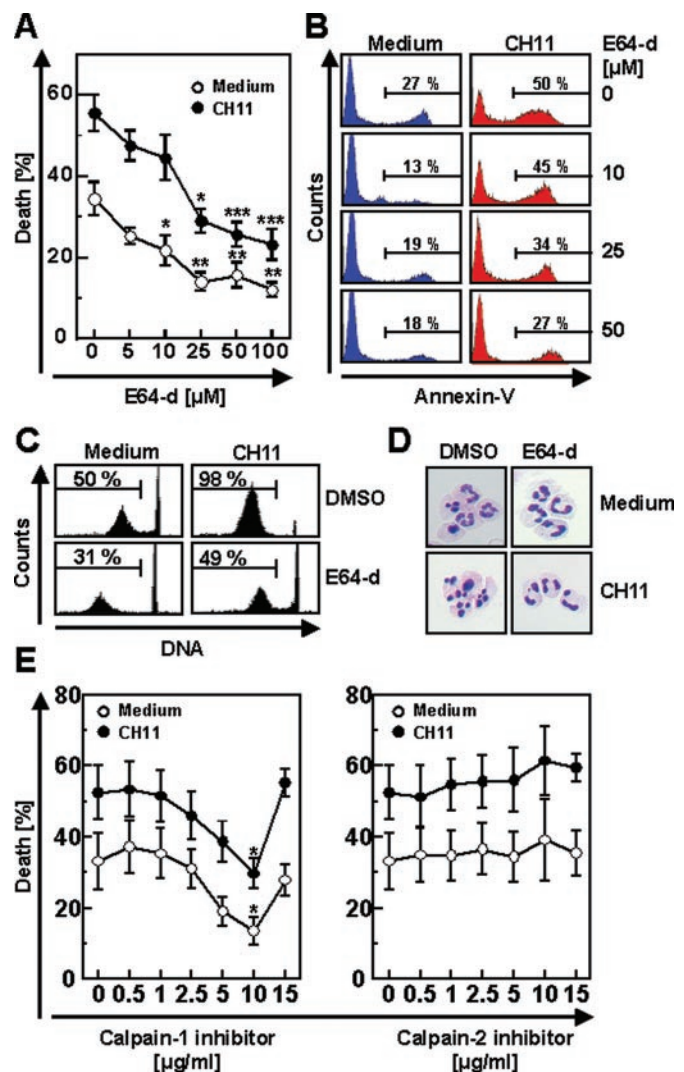 A
60
40
20
0
Death [%]
Medium
CH11
*
**
*
**
***
**
***
**
0 5 10 25 50 100
E64-d [µM]
B
Medium CH11 E64-d
[µM]
27 % 50 % 0
13 % 45 % 10
19 % 34 % 25
18 % 27 % 50
Counts
Annexin-V
C
Medium CH11
50 % 98 % DMSO
31 % 49 % E64-d
Counts
DNA
D
DMSO E64-d
Medium
CH11
E
80
60
40
20
0
Death [%]
Medium
CH11
*
*
0 0.5 1 2.5 5 10 15
Calpain-1 inhibitor
[µg/ml]
80
60
40
20
0
Medium
CH11
0 0.5 1 2.5 5 10 15
Calpain-2 inhibitor
[µg/ml]